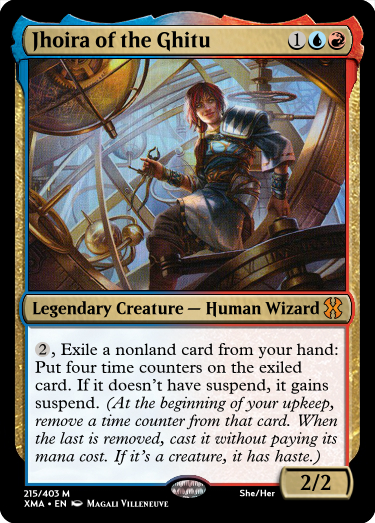 Jhoira of the Ghitu 1
Legendary Creature — Human Wizard
2, Exile a nonland card from your hand:
Put four time counters on the exiled
card. If it doesn't have suspend, it gains
suspend. (At the beginning of your upkeep,
remove a time counter from that card. When
the last is removed, cast it without paying its
mana cost. If it's a creature, it has haste.)
2/2
215/403 M She/Her
XMA • EN Magali Villeneuve